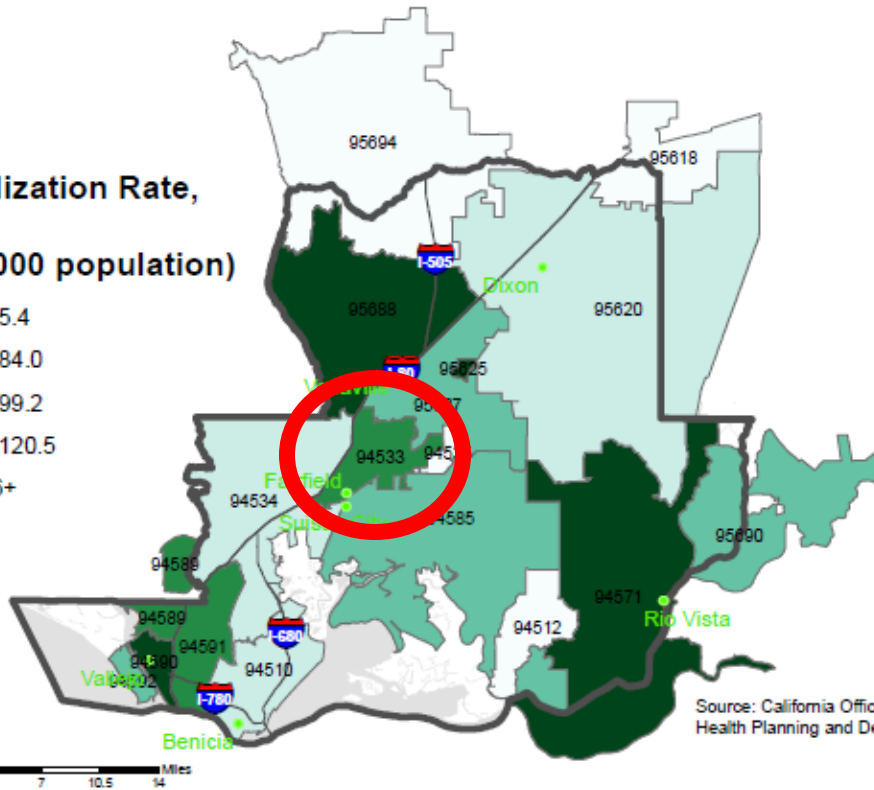 95694
95618
lization Rate,
000 population)
I-505
Dixon
5.4
95688
95620
84.0
I-80
95625
99.2
120.5
94533
Fairfield
6+
94534
94585
95690
94589
94589
94571
Rio Vista
94512
I-680
94591
94590
94510
I-780
Source: California Offic
Health Planning and De
Benicia
Miles
7 10.5 14